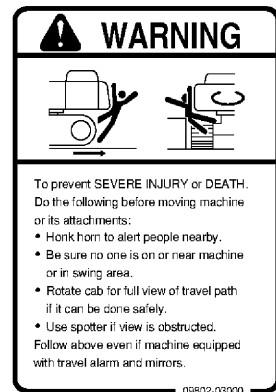 WARNING
To prevent SEVERE INJURY or DEATH.
Do the following before moving machine
or its attachments:
• Honk horn to alert people nearby.
• Be sure no one is on or near machine
or in swing area.
• Rotate cab for full view of travel path
if it can be done safely.
• Use spotter if view is obstructed.
Follow above even if machine equipped
with travel alarm and mirrors.
09802-03000